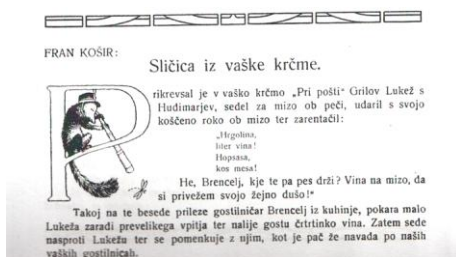 FRAN KOŠIR:
Sličica iz vaške krčme.
Prikrevsal je v vaško krčmo „Pri pošti“ Grilov Lukež s
Hudimarjev, sedel za mizo ob peči, udaril s svojo
koščeno roko ob mizo ter zarentačil:
„Hrgolina,
liter vina!
Hopsasa,
kos mesa!
He, Brencelj, kje te pa pes drži? Vina na mizo, da
si privežem svojo žejno dušo!“
Takoj na te besede prileze gostilničar Brencelj iz kuhinje, pokara malo
Lukeža zaradi prevelikega vpitja ter nalije gostu črtrtinko vina. Zatem sede
nasproti Lukežu ter se pomenkuje z njim, kot je pač že navada po naših
vaških gostilnicah.